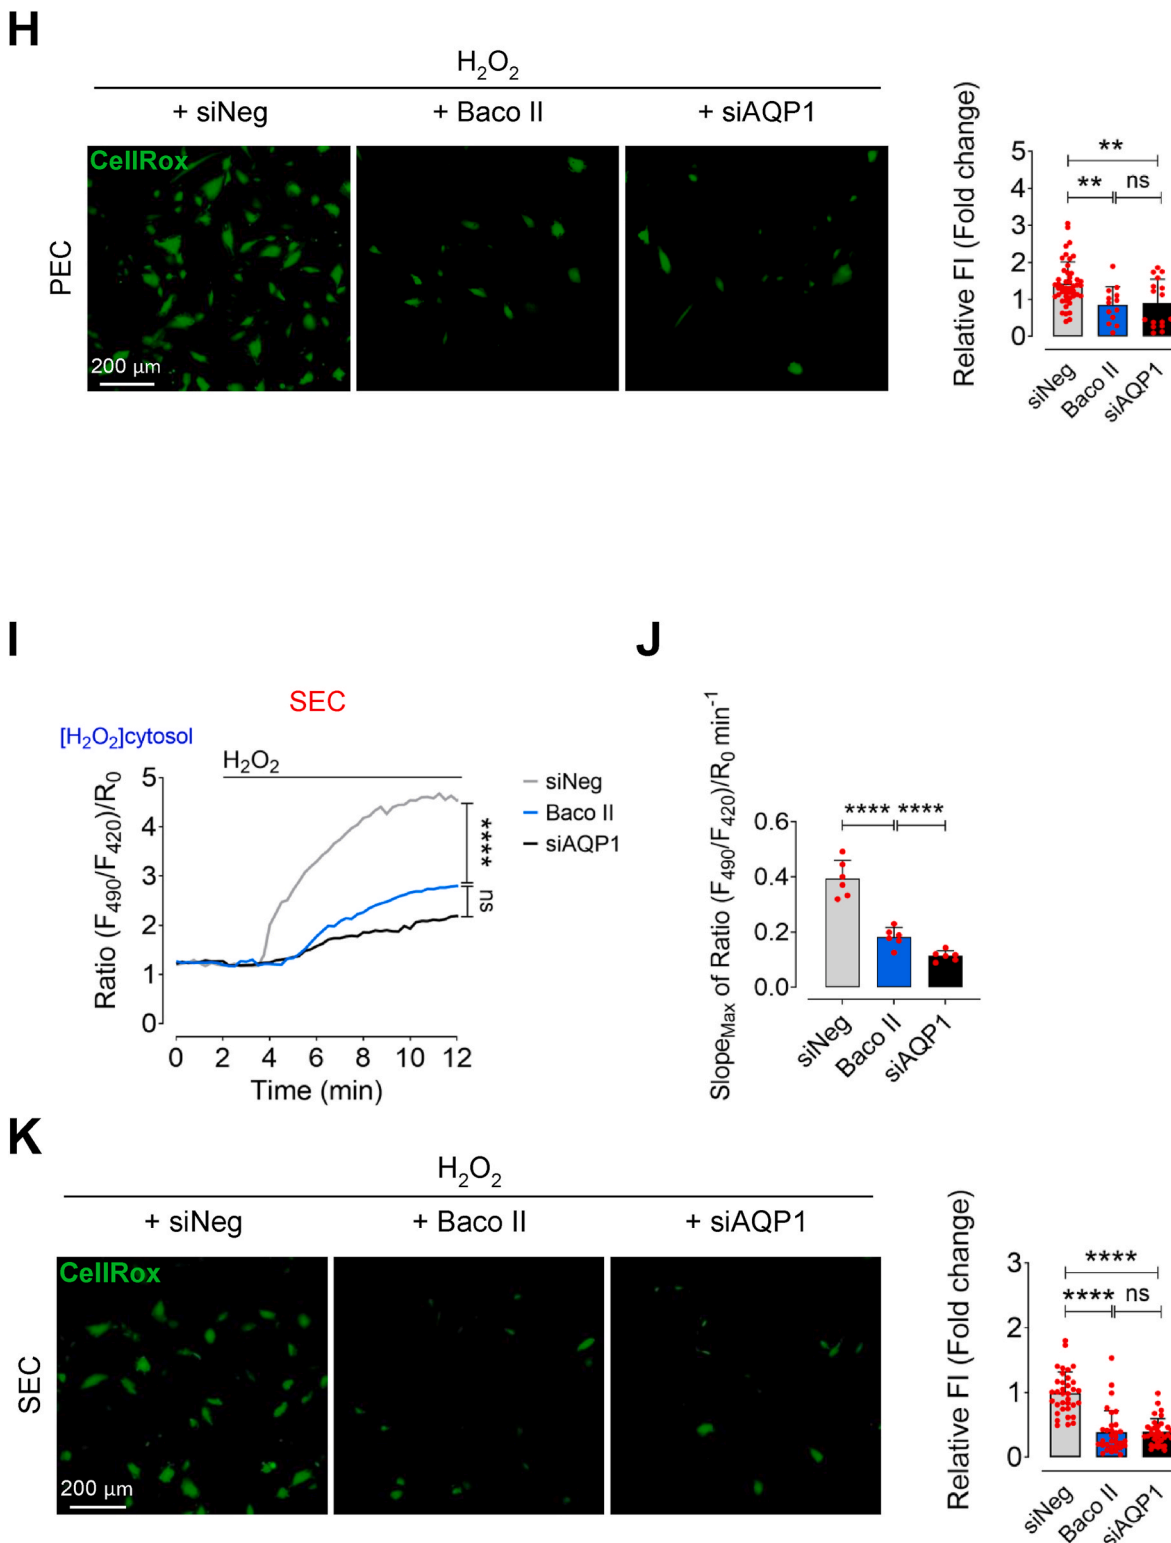 H
H₂O₂
+ siNeg
+ Baco II
+ siAQP1
CellRox
PEC
200 µm
Relative FI (Fold change)
5
4
3
2
1
0
**
**
ns
siNeg
Baco II
siAQP1
I
SEC
[H₂O₂]cytosol
H₂O₂
Ratio (F₄₉₀/F₄₂₀)/R₀
5
4
3
2
1
0
0 2 4 6 8 10 12
Time (min)
siNeg
Baco II
siAQP1
****
ns
J
Slope_Max of Ratio (F₄₉₀/F₄₂₀)/R₀ min⁻¹
0.6
0.4
0.2
0.0
**** ****
siNeg
Baco II
siAQP1
K
H₂O₂
+ siNeg
+ Baco II
+ siAQP1
CellRox
SEC
200 µm
Relative FI (Fold change)
3
2
1
0
****
****
ns
siNeg
Baco II
siAQP1